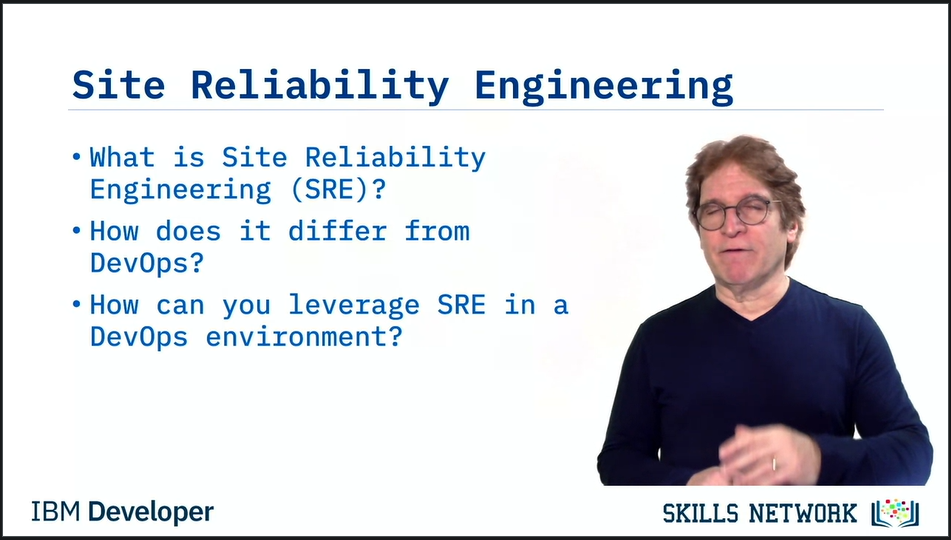 Site Reliability Engineering
• What is Site Reliability
Engineering (SRE)?
• How does it differ from
DevOps?
• How can you leverage SRE in a
DevOps environment?
IBM Developer
SKILLS NETWORK